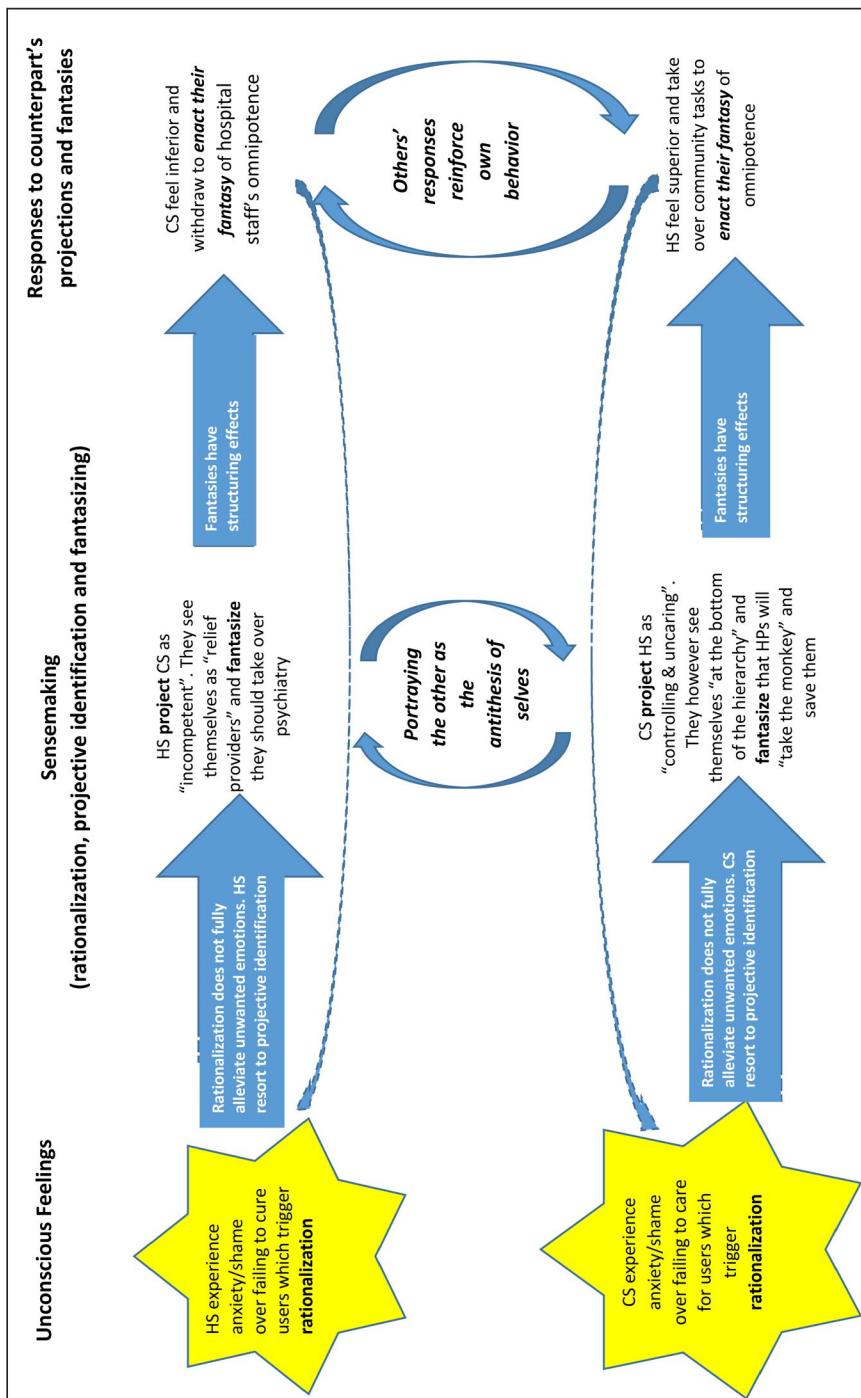 Unconscious Feelings
Sensemaking
(rationalization, projective identification and fantasizing)
Responses to counterpart’s
projections and fantasies
HS experience
anxiety/shame
over failing to cure
users which trigger
rationalization
Rationalization does not fully
alleviate unwanted emotions. HS
resort to projective identification
HS project CS as
“incompetent”. They see
themselves as “relief
providers” and fantasize
they should take over
psychiatry
Fantasies have
structuring effects
CS feel inferior and
withdraw to enact their
fantasy of hospital
staff’s omnipotence
Portraying
the other as
the
antithesis of
selves
Others’
responses
reinforce
own
behavior
CS experience
anxiety/shame
over failing to care
for users which
trigger
rationalization
Rationalization does not fully
alleviate unwanted emotions. CS
resort to projective identification
CS project HS as
“controlling & uncaring”.
They however see
themselves “at the bottom
of the hierarchy” and
fantasize that HPs will
“take the monkey” and
save them
Fantasies have
structuring effects
HS feel superior and take
over community tasks to
enact their fantasy of
omnipotence